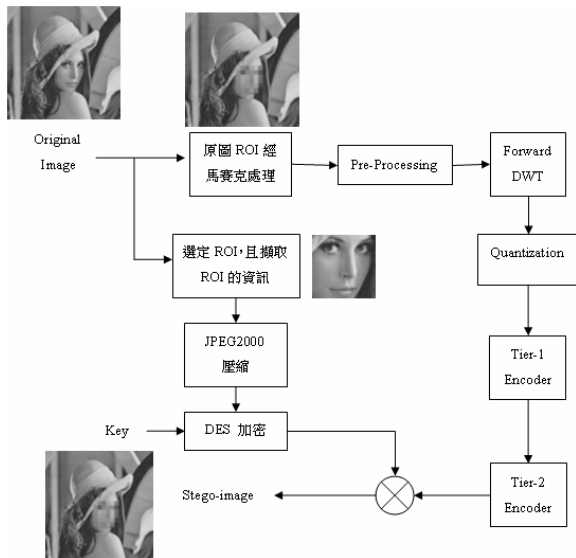 Original
Image
原圖 ROI 經
馬賽克處理
Pre-Processing
Forward
DWT
選定 ROI,且擷取
ROI 的資訊
Quantization
JPEG2000
壓縮
Tier-1
Encoder
Key
DES 加密
Stego-image
Tier-2
Encoder